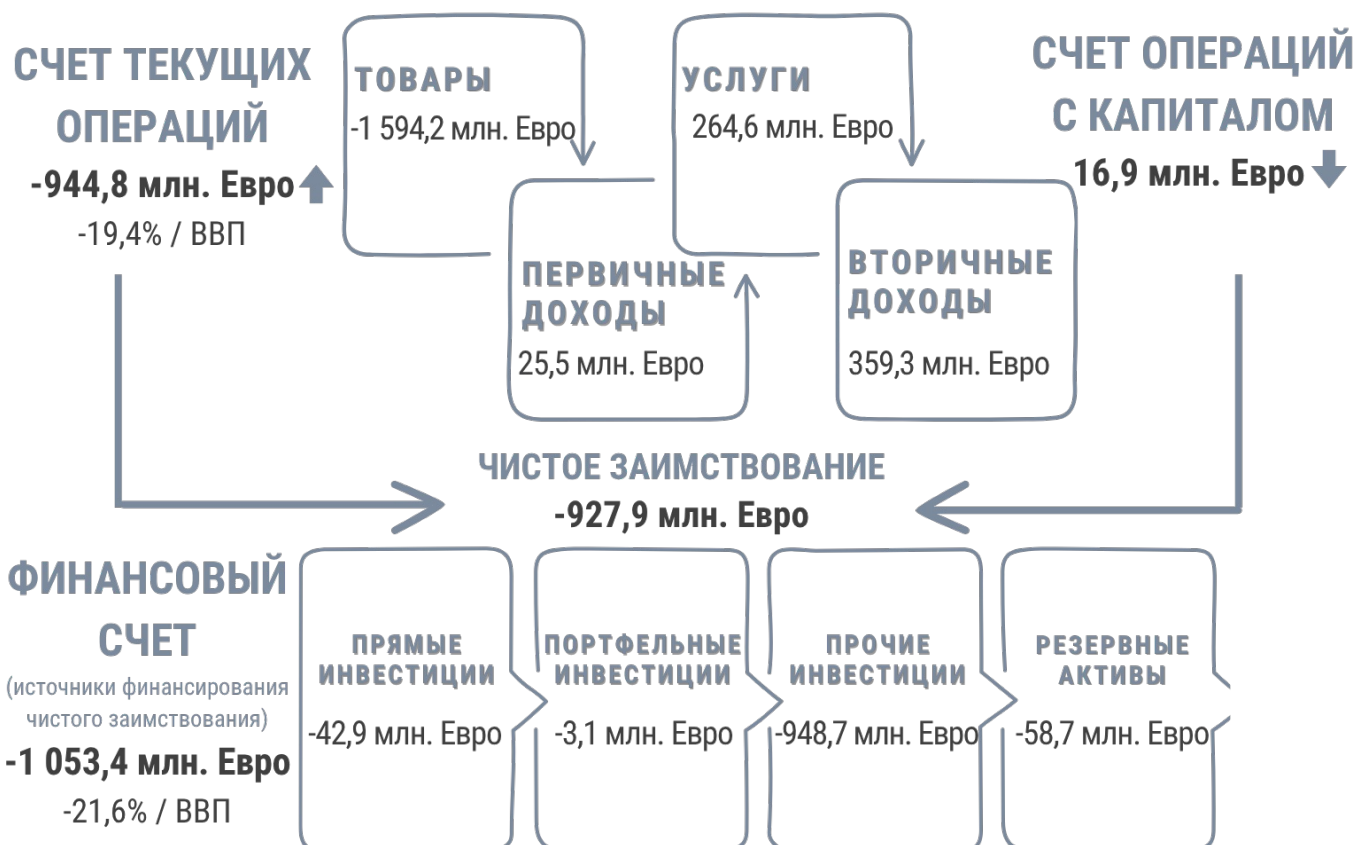 СЧЕТ ТЕКУЩИХ
ОПЕРАЦИЙ
-944,8 млн. Евро
-19,4% / ВВП
ТОВАРЫ
-1 594,2 млн. Евро
УСЛУГИ
264,6 млн. Евро
СЧЕТ ОПЕРАЦИЙ
С КАПИТАЛОМ
16,9 млн. Евро
ПЕРВИЧНЫЕ
ДОХОДЫ
25,5 млн. Евро
ВТОРИЧНЫЕ
ДОХОДЫ
359,3 млн. Евро
ЧИСТОЕ ЗАИМСТВОВАНИЕ
-927,9 млн. Евро
ФИНАНСОВЫЙ
СЧЕТ
(источники финансирования
чистого заимствования)
-1 053,4 млн. Евро
-21,6% / ВВП
ПРЯМЫЕ
ИНВЕСТИЦИИ
-42,9 млн. Евро
ПОРТФЕЛЬНЫЕ
ИНВЕСТИЦИИ
-3,1 млн. Евро
ПРОЧИЕ
ИНВЕСТИЦИИ
-948,7 млн. Евро
РЕЗЕРВНЫЕ
АКТИВЫ
-58,7 млн. Евро